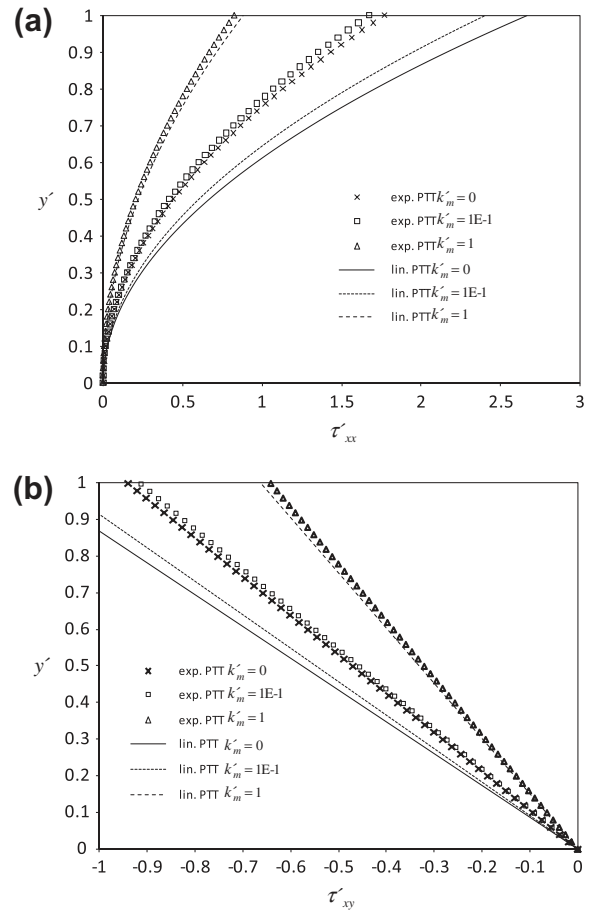 (a)
1
0.9
0.8
0.7
0.6
0.5
0.4
0.3
0.2
0.1
0
y´
exp. PTT k´m = 0
exp. PTT k´m = 1E-1
exp. PTT k´m = 1
lin. PTT k´m = 0
lin. PTT k´m = 1E-1
lin. PTT k´m = 1
0 0.5 1 1.5 2 2.5 3
τ´xx
(b)
1
0.9
0.8
0.7
0.6
0.5
0.4
0.3
0.2
0.1
0
y´
exp. PTT k´m = 0
exp. PTT k´m = 1E-1
exp. PTT k´m = 1
lin. PTT k´m = 0
lin. PTT k´m = 1E-1
lin. PTT k´m = 1
-1 -0.9 -0.8 -0.7 -0.6 -0.5 -0.4 -0.3 -0.2 -0.1 0
τ´xy